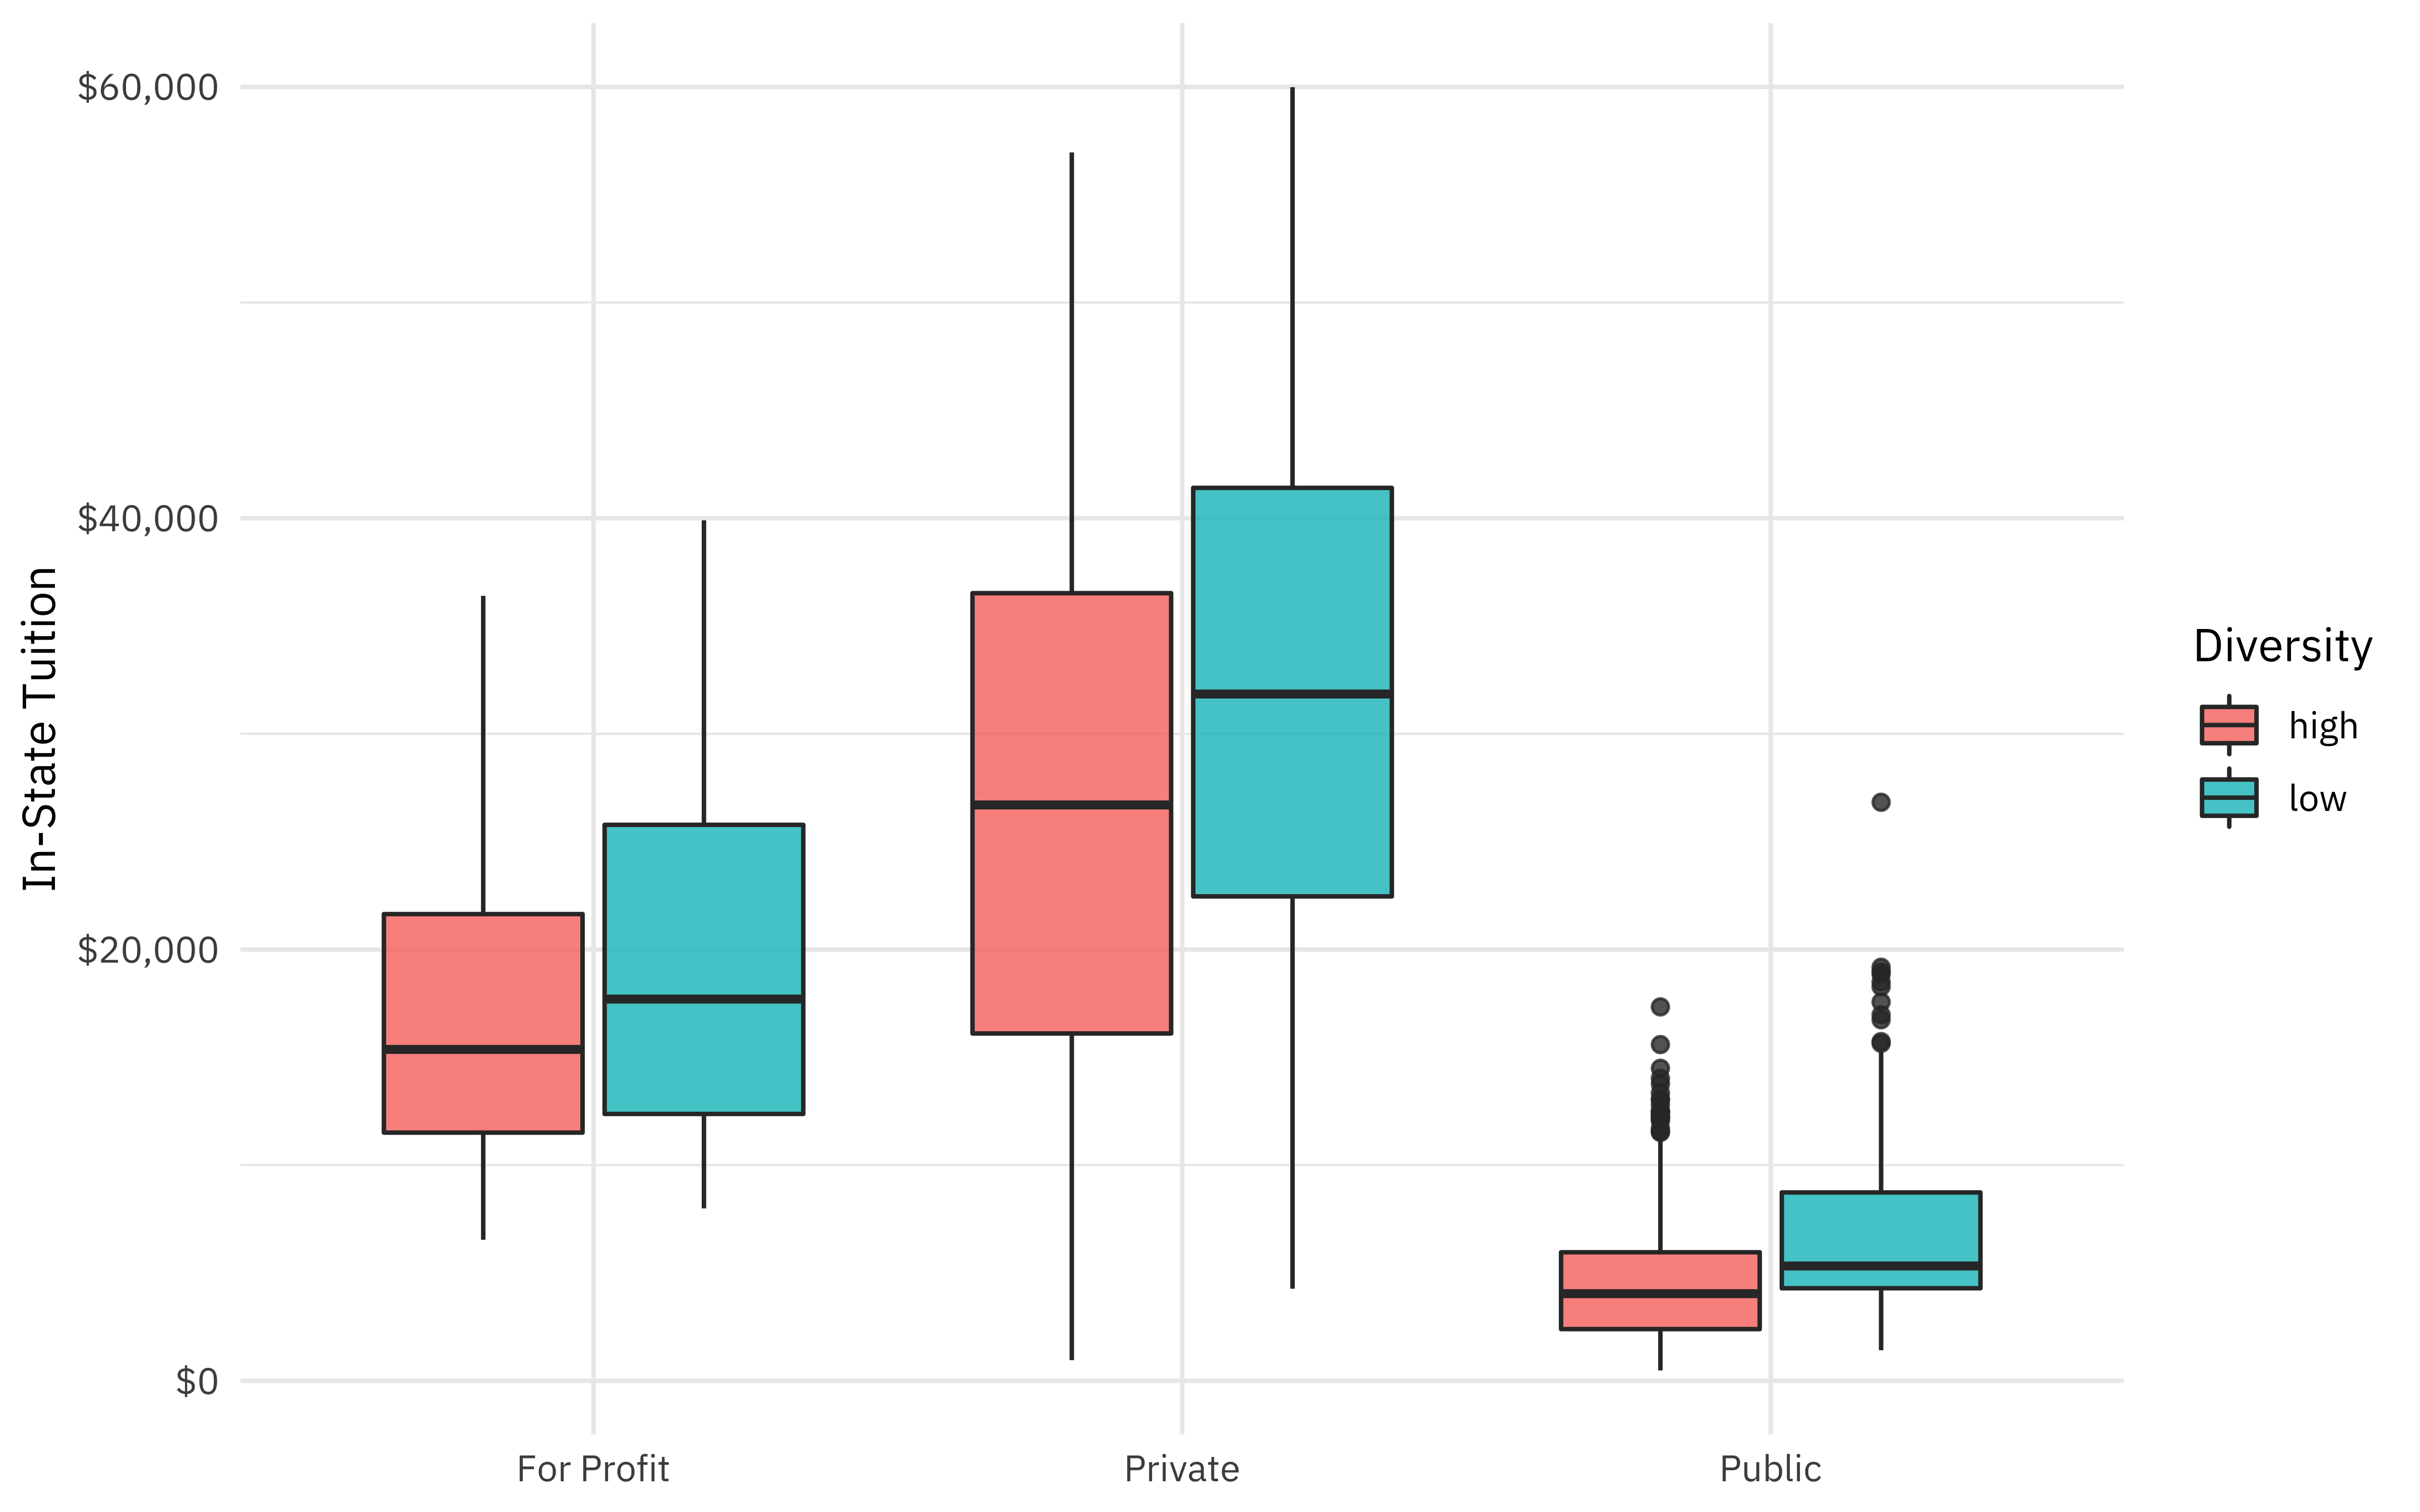 In-State Tuition
$60,000
$40,000
$20,000
$0
For Profit
Private
Public
Diversity
high
low